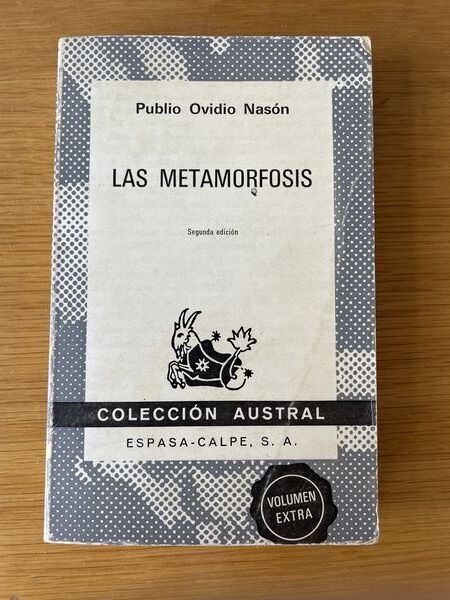 Publio Ovidio Nasón
LAS METAMORFOSIS
Segunda edición
COLECCIÓN AUSTRAL
ESPASA-CALPE, S. A.
VOLUMEN
EXTRA